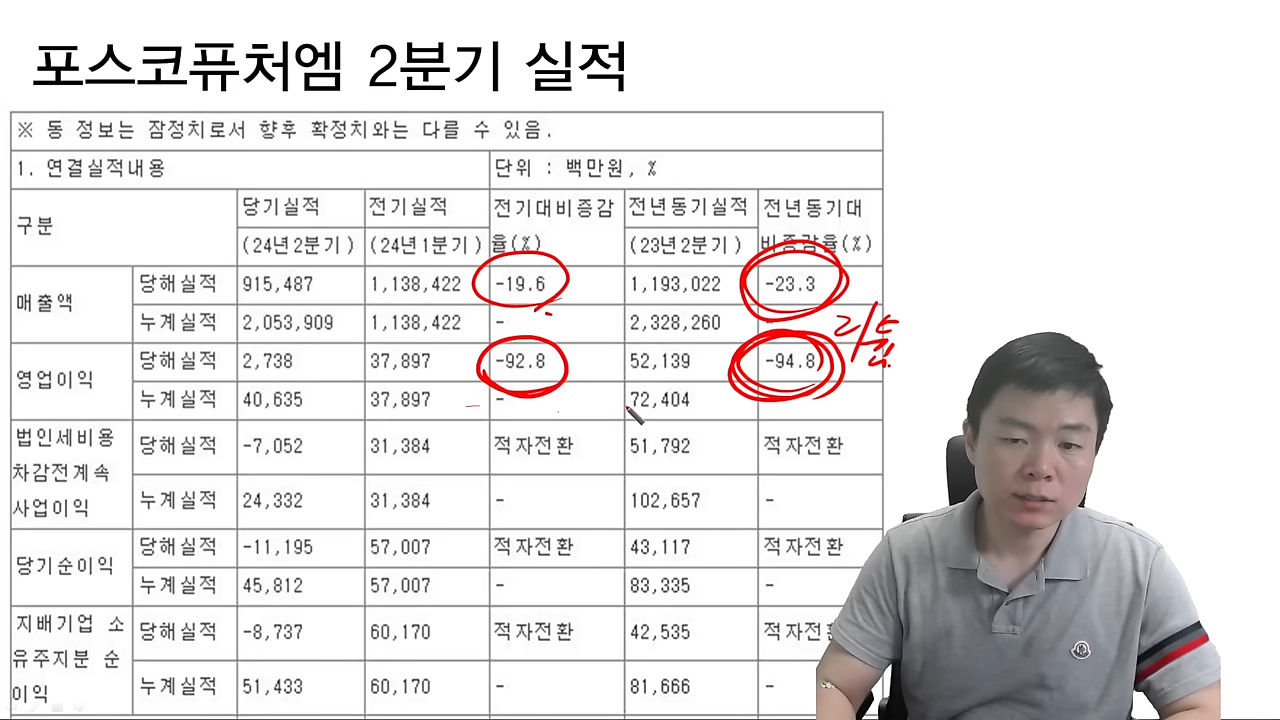 포스코퓨처엠 2분기 실적
※ 동 정보는 잠정치로서 향후 확정치와는 다를 수 있음.
1. 연결실적내용 단위 : 백만원, %
구분 당기실적 전기실적 전기대비증감율(%) 전년동기실적 전년동기대비증감율(%)
(24년2분기) (24년1분기) (23년2분기)
매출액 당해실적 915,487 1,138,422 -19.6 1,193,022 -23.3
누계실적 2,053,909 1,138,422 - 2,328,260 -
영업이익 당해실적 2,738 37,897 -92.8 52,139 -94.8
누계실적 40,635 37,897 - 72,404
법인세비용차감전계속사업이익 당해실적 -7,052 31,384 적자전환 51,792 적자전환
누계실적 24,332 31,384 - 102,657 -
당기순이익 당해실적 -11,195 57,007 적자전환 43,117 적자전환
누계실적 45,812 57,007 - 83,335 -
지배기업 소유주지분 순이익 당해실적 -8,737 60,170 적자전환 42,535
누계실적 51,433 60,170 - 81,666 -